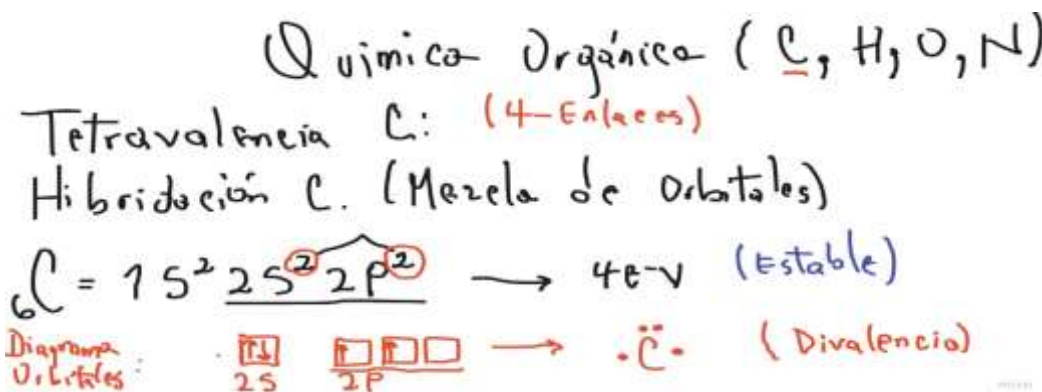 Química Orgánica (C, H, O, N)
Tetravalencia C: (4-Enlaces)
Hibridación C. (Mezcla de Orbitales)
₆C = 1S² 2S² 2P² → 4e-v (Estable)
Diagrama Orbitales: ↑↓ ↑ ↑ → ·C̈· (Divalencia)
2S 2P